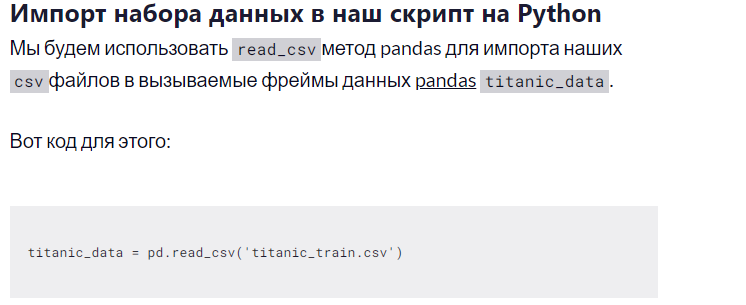 Импорт набора данных в наш скрипт на Python
Мы будем использовать read_csv метод pandas для импорта наших
csv файлов в вызываемые фреймы данных pandas titanic_data .
Вот код для этого:
titanic_data = pd.read_csv('titanic_train.csv')